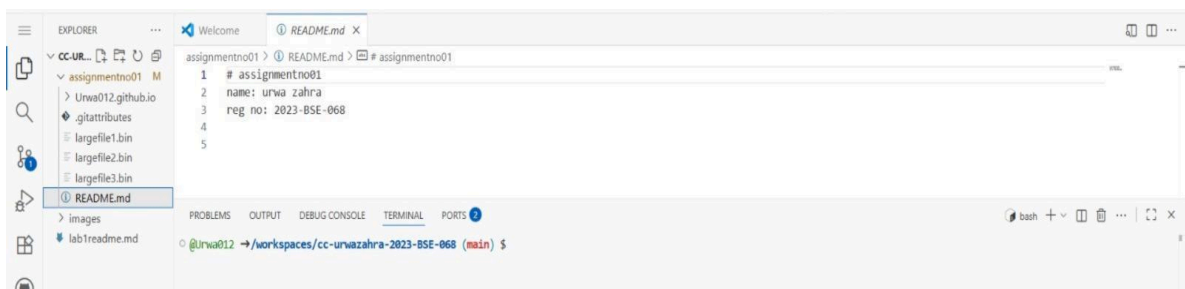 EXPLORER ...
Welcome
README.md ×
CC-UR...
assignmentno01 M
Urwa012.github.io
.gitattributes
largefile1.bin
largefile2.bin
largefile3.bin
README.md
images
lab1readme.md
1
assignmentno01 > README.md > # assignmentno01
1 # assignmentno01
2 name: urwa zahra
3 reg no: 2023-BSE-068
4
5
PROBLEMS OUTPUT DEBUG CONSOLE TERMINAL PORTS 2
bash
@Urwa012 →/workspaces/cc-urwazahra-2023-BSE-068 (main) $